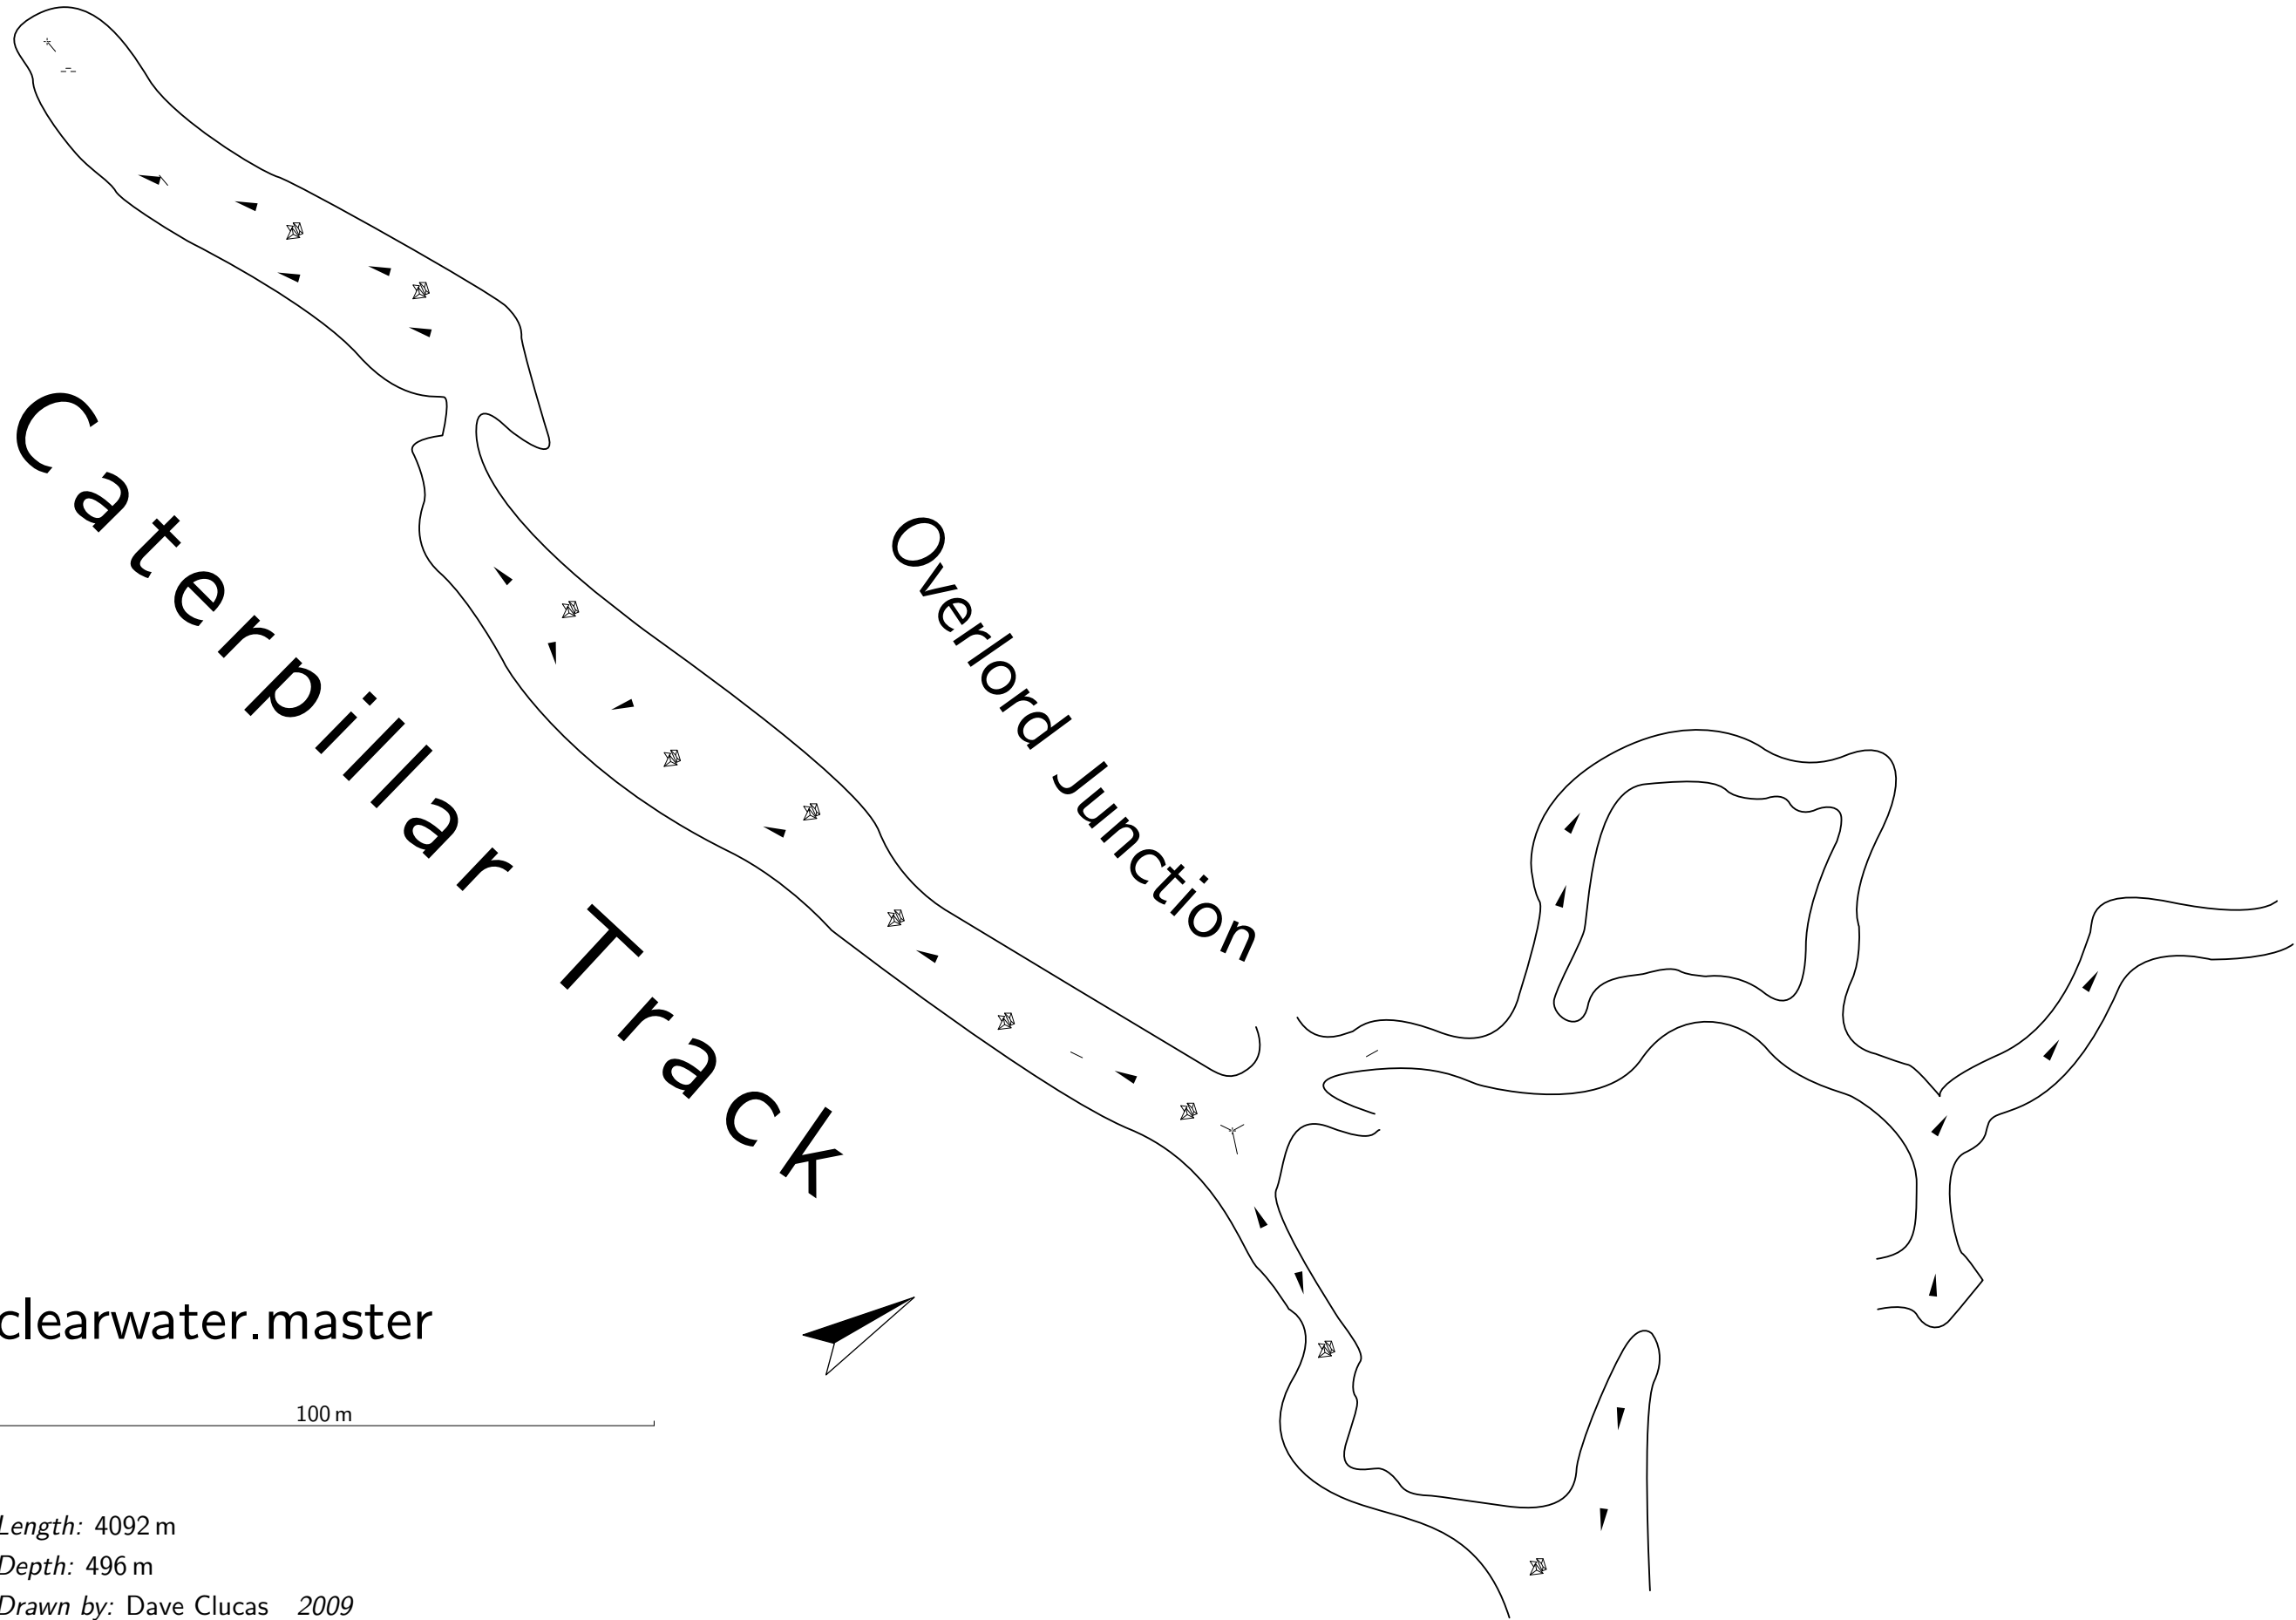 Caterpillar Track
Overlord Junction
clearwater.master
100 m
Length: 4092 m
Depth: 496 m
Drawn by: Dave Clucas 2009